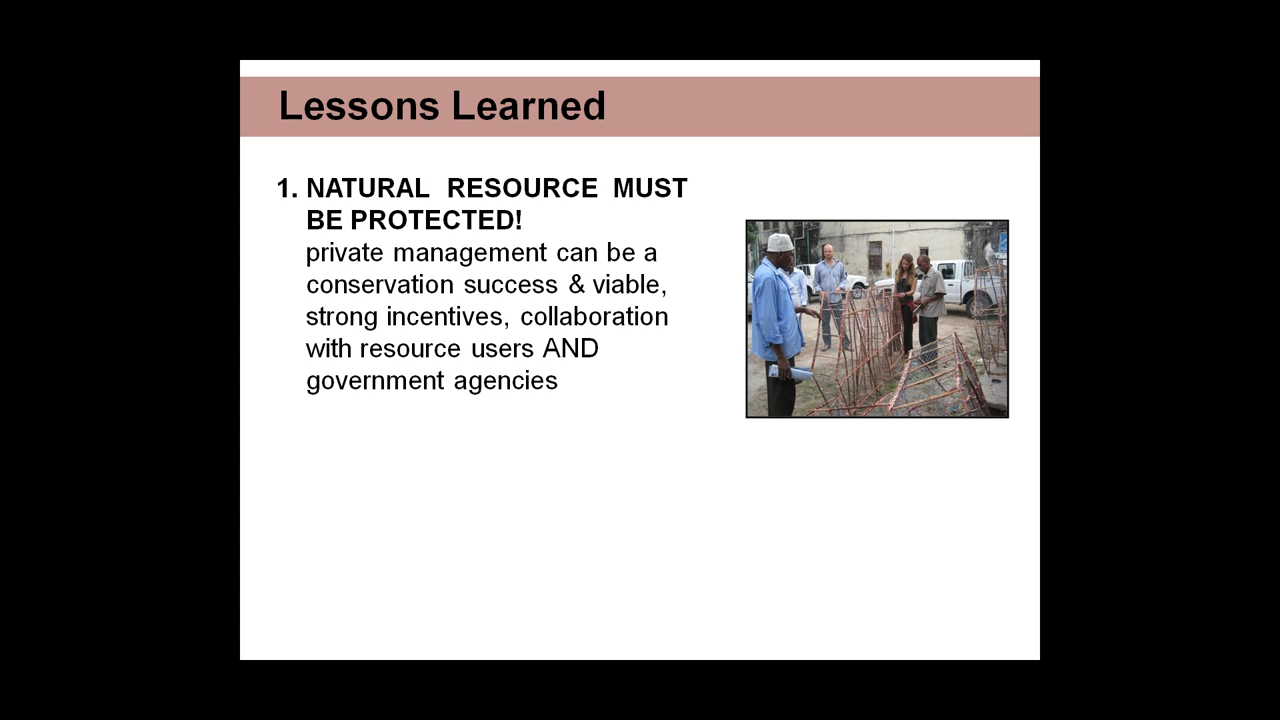 Lessons Learned
1. NATURAL RESOURCE MUST
BE PROTECTED!
private management can be a
conservation success & viable,
strong incentives, collaboration
with resource users AND
government agencies